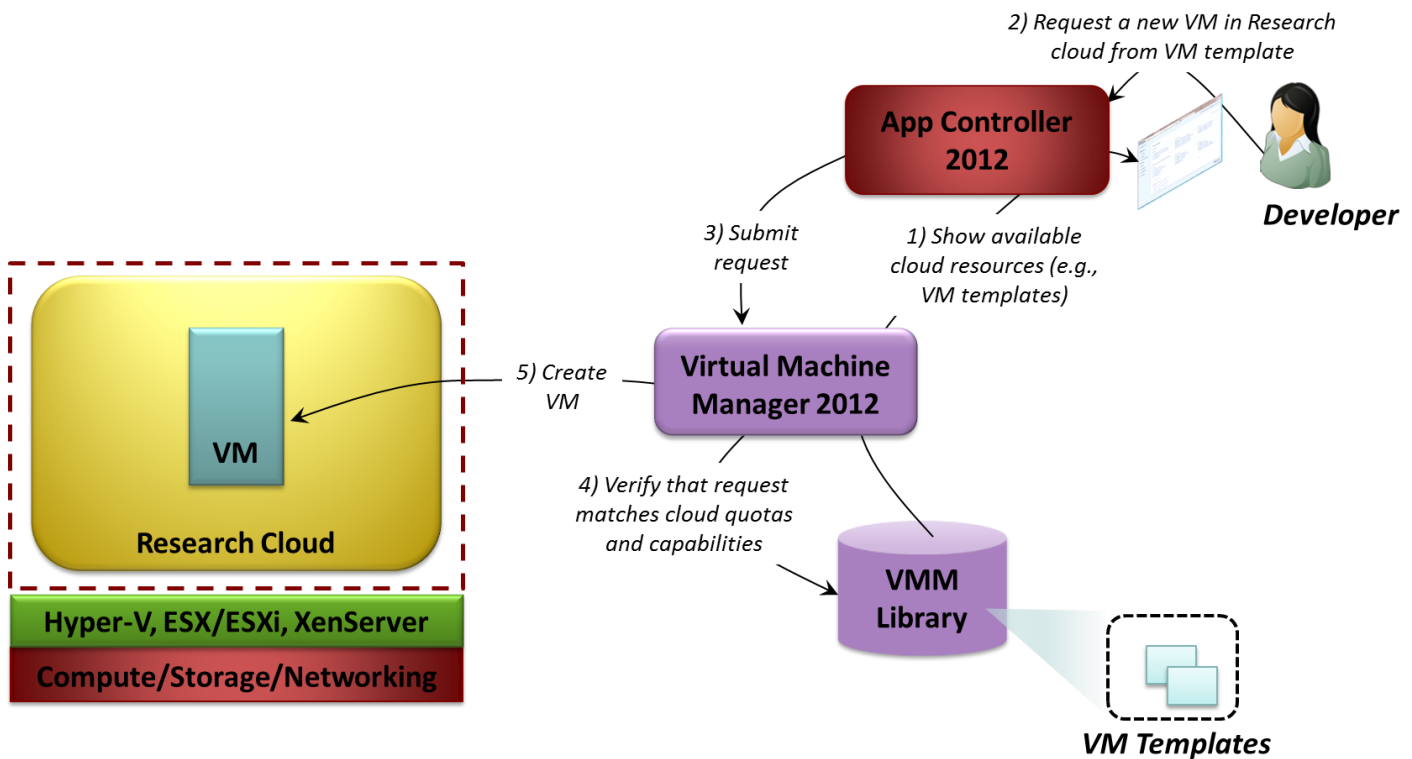 2) Request a new VM in Research
cloud from VM template
App Controller
2012
Developer
3) Submit
request
1) Show available
cloud resources (e.g.,
VM templates)
Virtual Machine
Manager 2012
5) Create
VM
VM
Research Cloud
4) Verify that request
matches cloud quotas
and capabilities
VMM
Library
Hyper-V, ESX/ESXi, XenServer
Compute/Storage/Networking
VM Templates